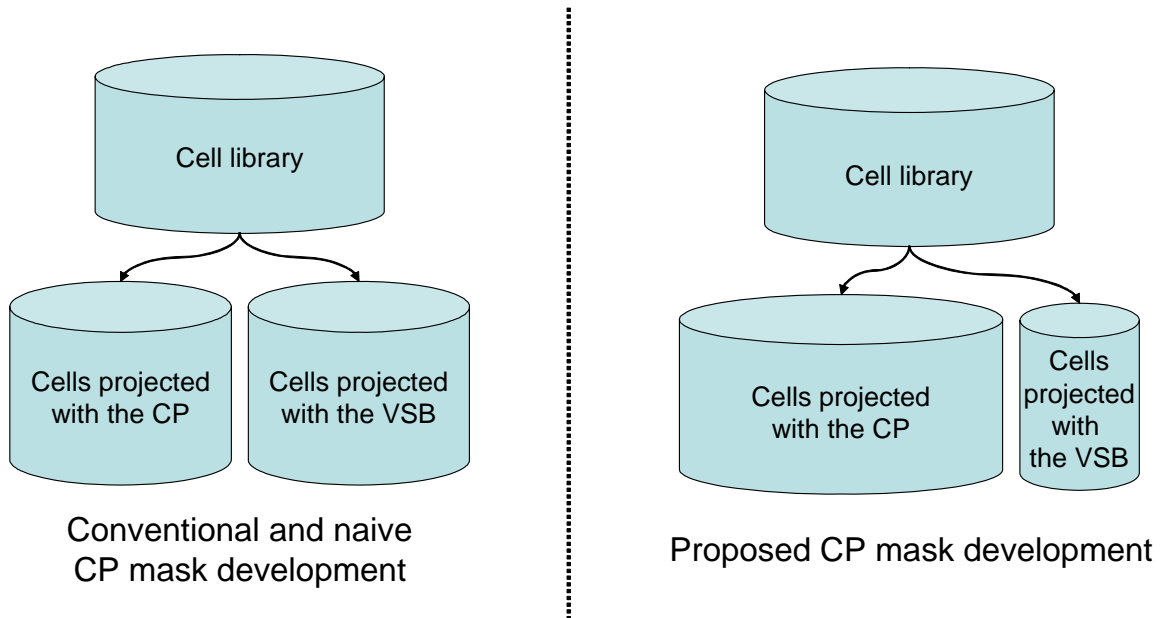 Cell library
Cells projected
with the CP
Cells projected
with the VSB
Conventional and naive
CP mask development
Cell library
Cells projected
with the CP
Cells
projected
with
the VSB
Proposed CP mask development